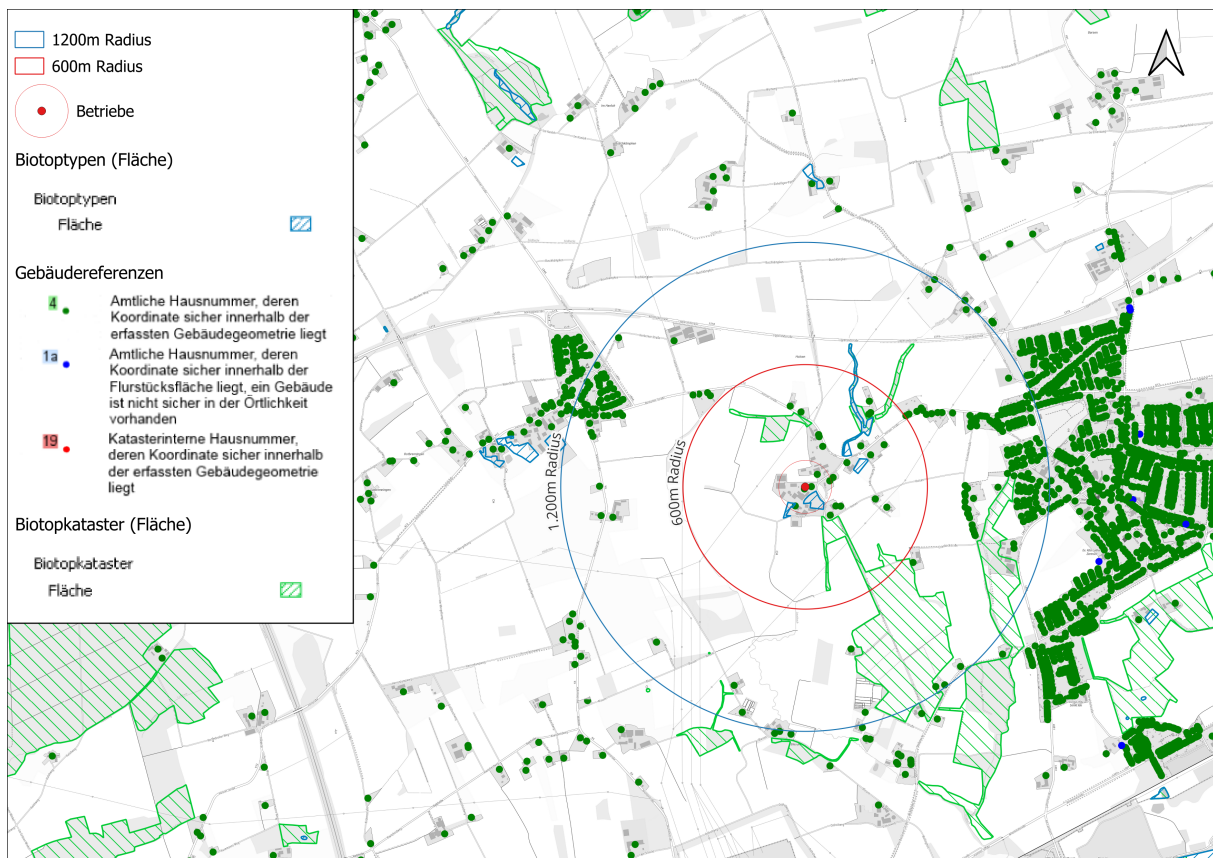 1200m Radius
600m Radius
Betriebe
Biotoptypen (Fläche)
Biotoptypen
Fläche
Gebäudereferenzen
4
Amtliche Hausnummer, deren
Koordinate sicher innerhalb der
erfassten Gebäudegeometrie liegt
1a
Amtliche Hausnummer, deren
Koordinate sicher innerhalb der
Flurstücksfläche liegt, ein Gebäude
ist nicht sicher in der Örtlichkeit
vorhanden
19
Katasterinterne Hausnummer,
deren Koordinate sicher innerhalb
der erfassten Gebäudegeometrie
liegt
Biotopkataster (Fläche)
Biotopkataster
Fläche
1.200m Radius
600m Radius